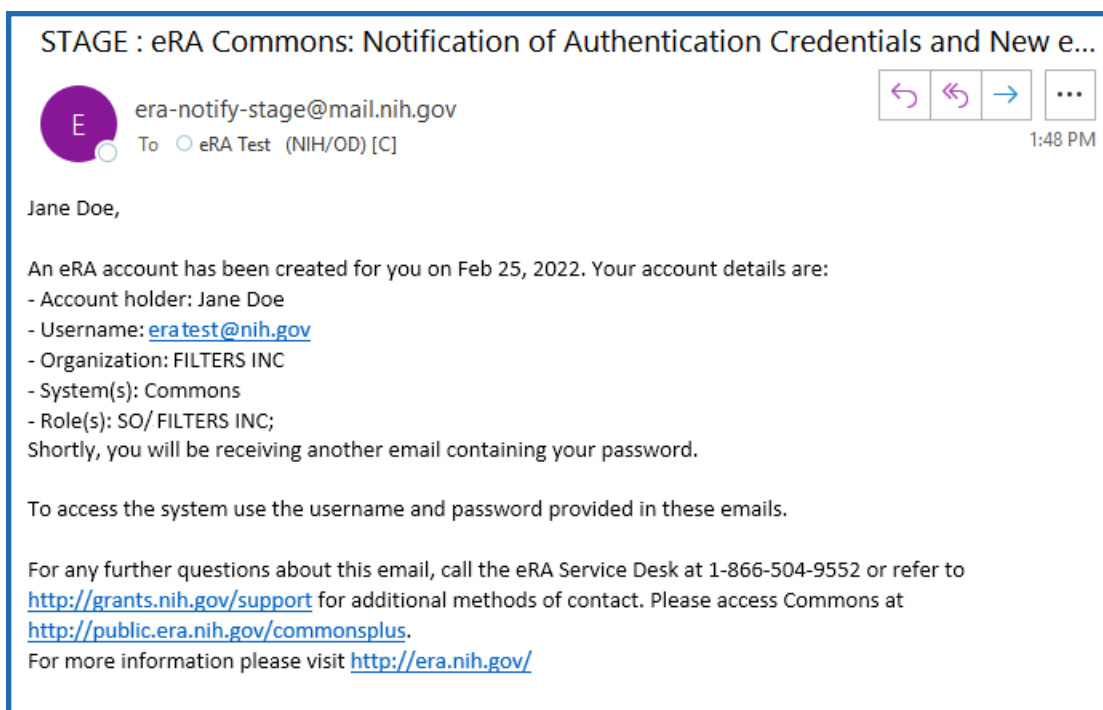 STAGE : eRA Commons: Notification of Authentication Credentials and New e...
E
era-notify-stage@mail.nih.gov
To eRA Test (NIH/OD) [C]
1:48 PM
Jane Doe,
An eRA account has been created for you on Feb 25, 2022. Your account details are:
- Account holder: Jane Doe
- Username: eratest@nih.gov
- Organization: FILTERS INC
- System(s): Commons
- Role(s): SO/ FILTERS INC;
Shortly, you will be receiving another email containing your password.
To access the system use the username and password provided in these emails.
For any further questions about this email, call the eRA Service Desk at 1-866-504-9552 or refer to
http://grants.nih.gov/support for additional methods of contact. Please access Commons at
http://public.era.nih.gov/commonsplus.
For more information please visit http://era.nih.gov/